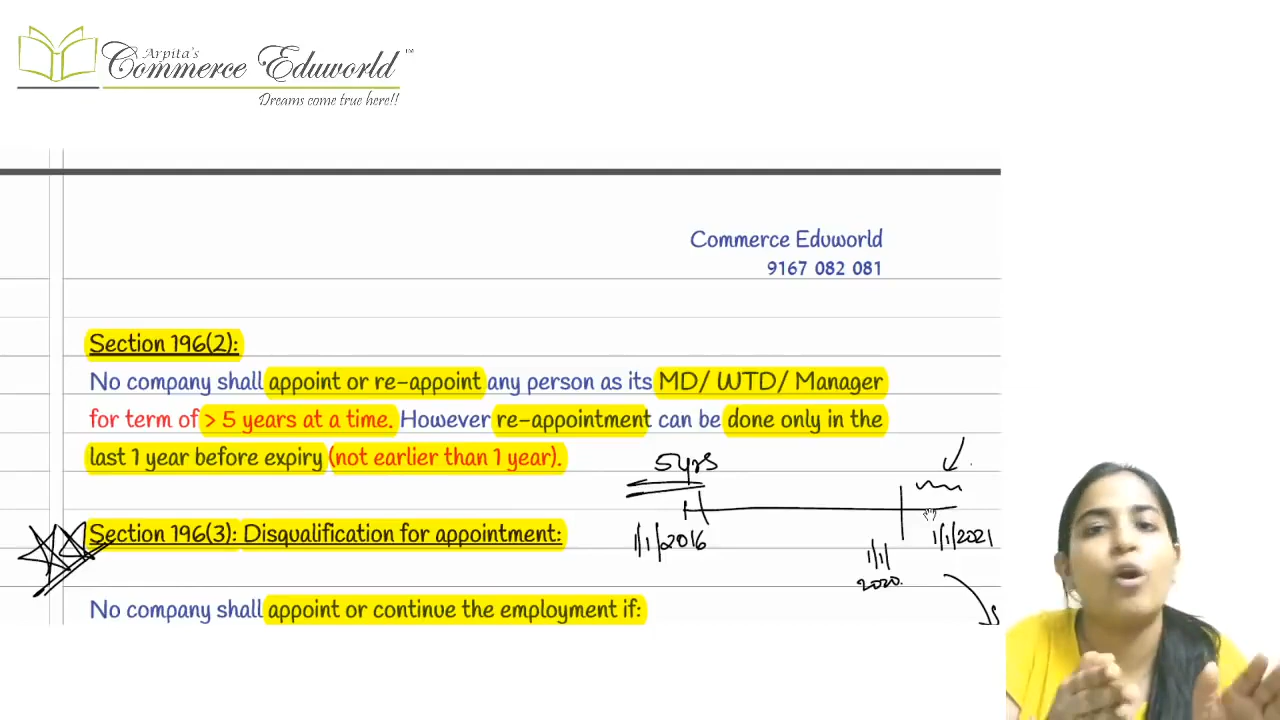 Arpita's
Commerce Eduworld™
Dreams come true here!!
Commerce Eduworld
9167 082 081
Section 196(2):
No company shall appoint or re-appoint any person as its MD/ WTD/ Manager
for term of > 5 years at a time. However re-appointment can be done only in the
last 1 year before expiry (not earlier than 1 year).
5yrs
Section 196(3): Disqualification for appointment:
1/1/2016
1/1/2021
1/1/
2020.
No company shall appoint or continue the employment if: